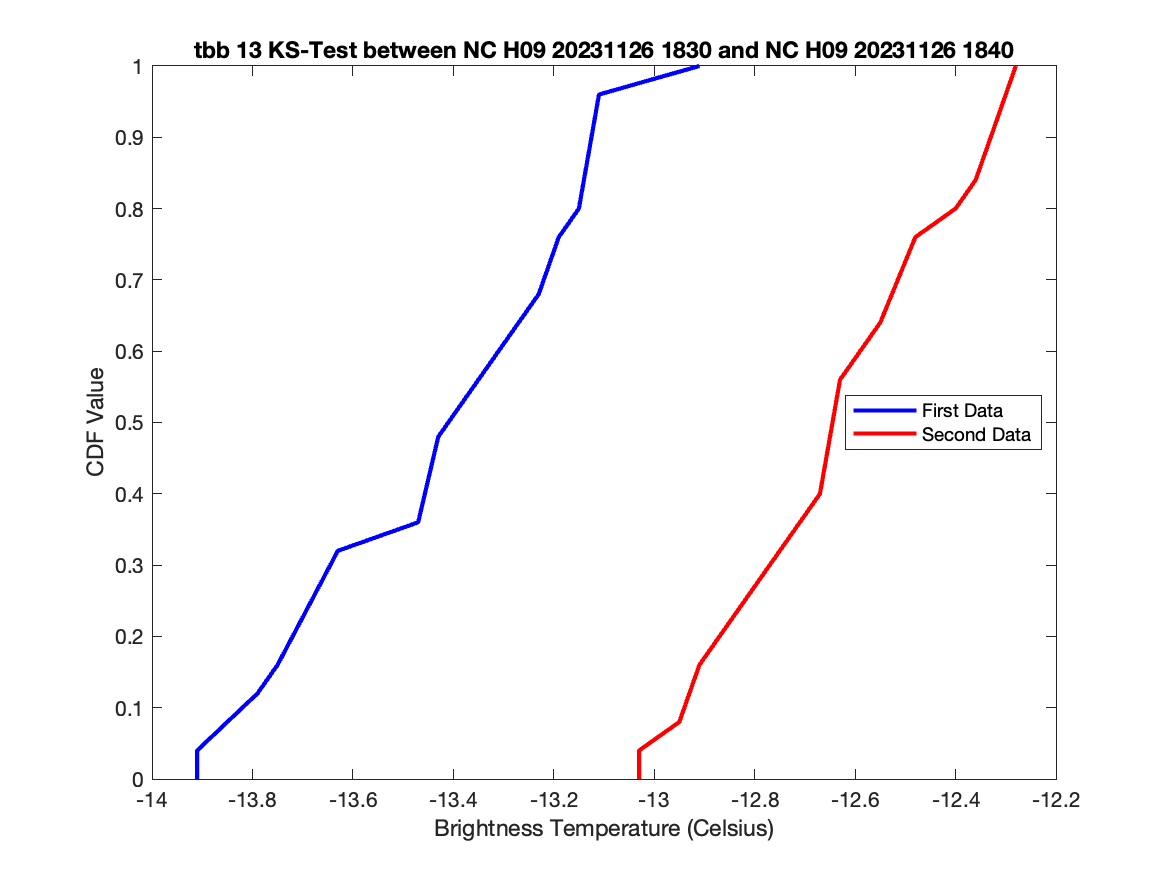 tbb 13 KS-Test between NC H09 20231126 1830 and NC H09 20231126 1840
1
0.9
0.8
0.7
0.6
0.5
0.4
0.3
0.2
0.1
0
CDF Value
First Data
Second Data
-14 -13.8 -13.6 -13.4 -13.2 -13 -12.8 -12.6 -12.4 -12.2
Brightness Temperature (Celsius)